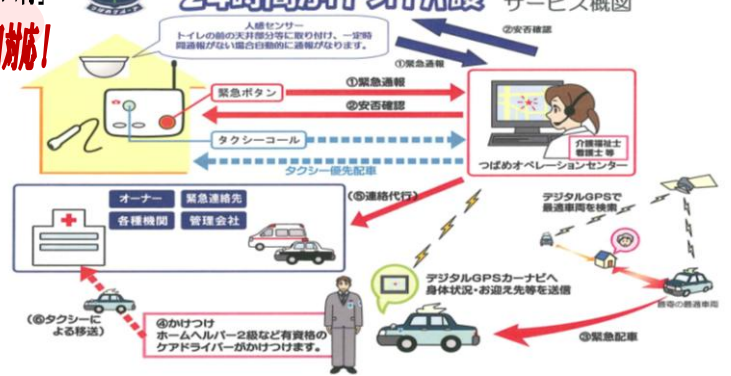 対応!
サービス概図
人感センサー
トイレの前の天井部分等に取り付け、一定時
間通報がない場合自動的に通報がなります。
②安否確認
①緊急通報
緊急ボタン
①緊急通報
②安否確認
タクシーコール
タクシー優先配車
介護福祉士
看護士 等
つばめオペレーションセンター
オーナー
緊急連絡先
各種機関
管理会社
(⑤連絡代行)
デジタルGPSで
最適車両を検索
デジタルGPSカーナビへ
身体状況・お迎え先等を送信
最寄の最適車両
③緊急配車
(⑥タクシーに
よる移送)
④かけつけ
ホームヘルパー2級など有資格の
ケアドライバーがかけつけます。